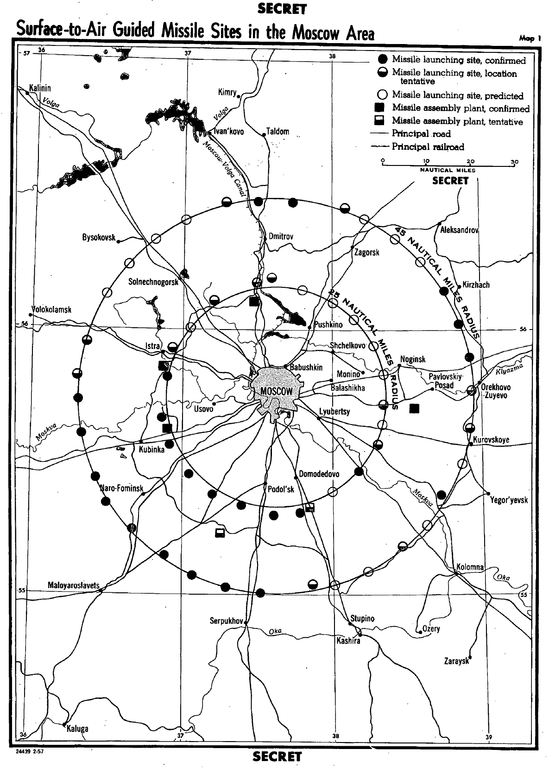 SECRET
Surface-to-Air Guided Missile Sites in the Moscow Area
Map 1
Missile launching site, confirmed
Missile launching site, location tentative
Missile launching site, predicted
Missile assembly plant, confirmed
Missile assembly plant, tentative
Principal road
Principal railroad
0 10 20 30
NAUTICAL MILES
SECRET
57
36
37
38
Kalinin
Volga
Kimry
Volga
Ivan'kovo
Taldom
Moscow-Volga Canal
Bysokovsk
Dmitrov
Zagorsk
Aleksandrov
45 NAUTICAL MILES RADIUS
Solnechnogorsk
Kirzhach
25 NAUTICAL MILES RADIUS
Volokolamsk
56
56
Pushkino
Istra
Shchelkovo
Noginsk
Klyazma
Babushkin
Monino
Pavlovskiy-Posad
Orekhovo Zuyevo
Balashikha
MOSCOW
Usovo
Lyubertsy
Moskva
Kubinka
Kurovskoye
Domodedovo
Naro-Fominsk
Podol'sk
Moskva
Yegor'yevsk
Kolomna
Oka
Maloyaroslavets
55
55
Serpukhov
Oka
Stupino
Kashira
Ozery
Zaraysk
Kaluga
36
37
38
39
24439 2-57
SECRET